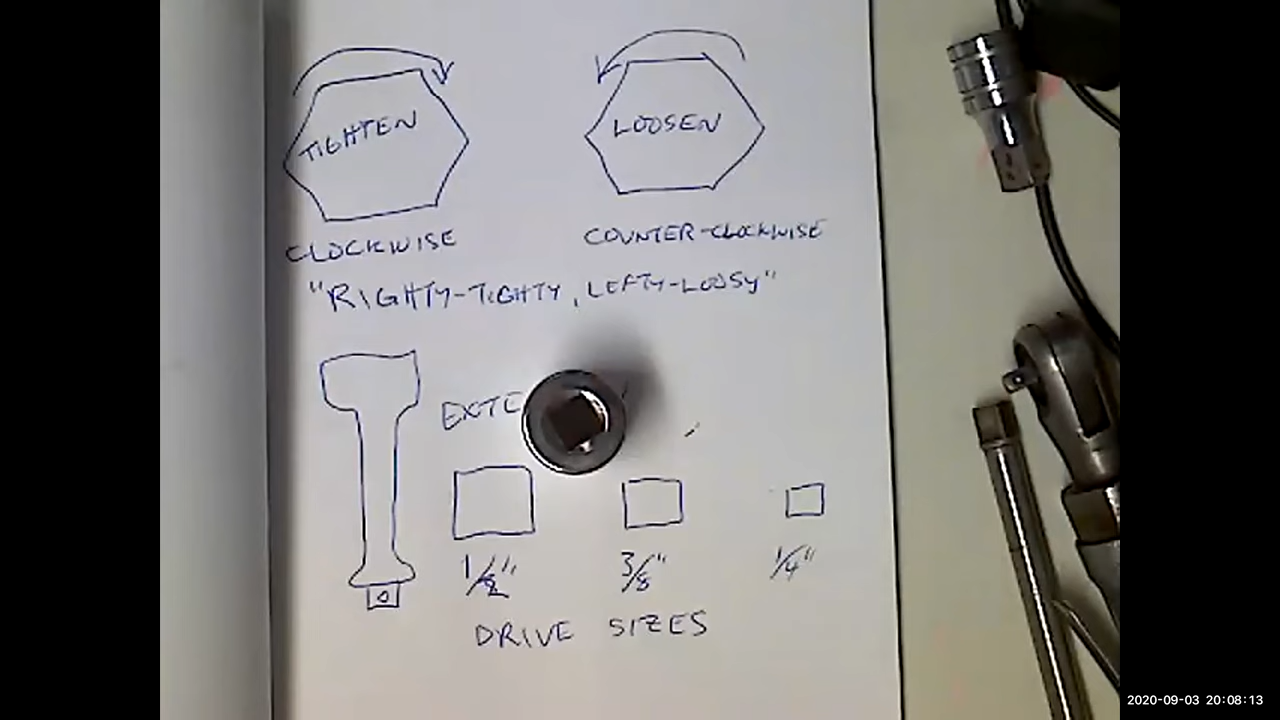 TIGHTEN LOOSEN
CLOCKWISE COUNTER-CLOCKWISE
"RIGHTY-TIGHTY, LEFTY-LOOSY"
EXTE
1/2" 3/8" 1/4"
DRIVE SIZES
2020-09-03 20:08:13